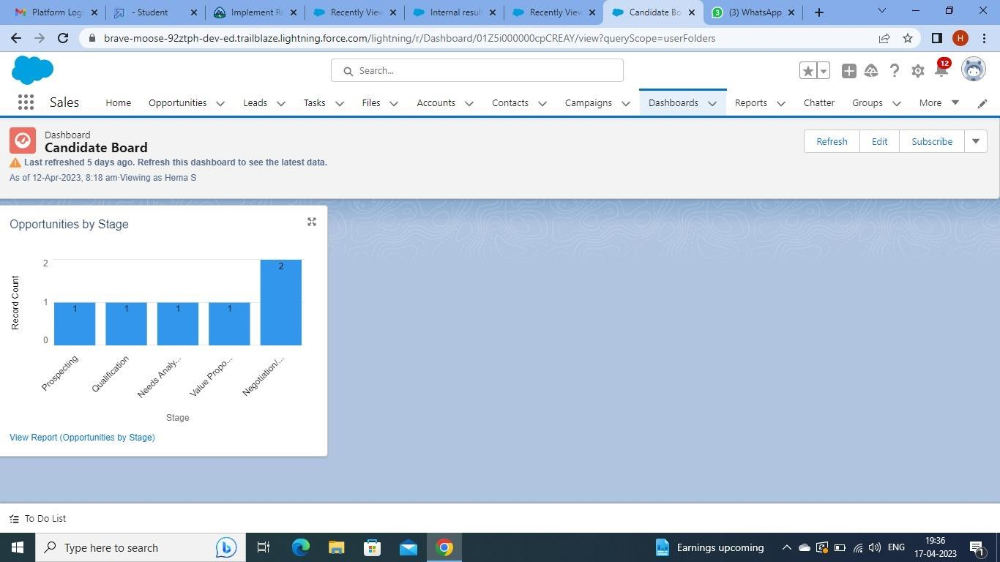 Platform Logi
- Student
Implement Ro
Recently View
Internal result
Recently View
Candidate Bo
(3) WhatsApp
brave-moose-92ztph-dev-ed.trailblaze.lightning.force.com/lightning/r/Dashboard/01Z5i000000cpCREAY/view?queryScope=userFolders
H
Search...
12
Sales
Home
Opportunities
Leads
Tasks
Files
Accounts
Contacts
Campaigns
Dashboards
Reports
Chatter
Groups
More
Dashboard
Candidate Board
Last refreshed 5 days ago. Refresh this dashboard to see the latest data.
As of 12-Apr-2023, 8:18 am·Viewing as Hema S
Refresh
Edit
Subscribe
Opportunities by Stage
Record Count
2
1
0
1
1
1
1
2
Prospecting
Qualification
Needs Analy...
Value Propo...
Negotiation/...
Stage
View Report (Opportunities by Stage)
To Do List
Type here to search
Earnings upcoming
ENG
19:36
17-04-2023
1